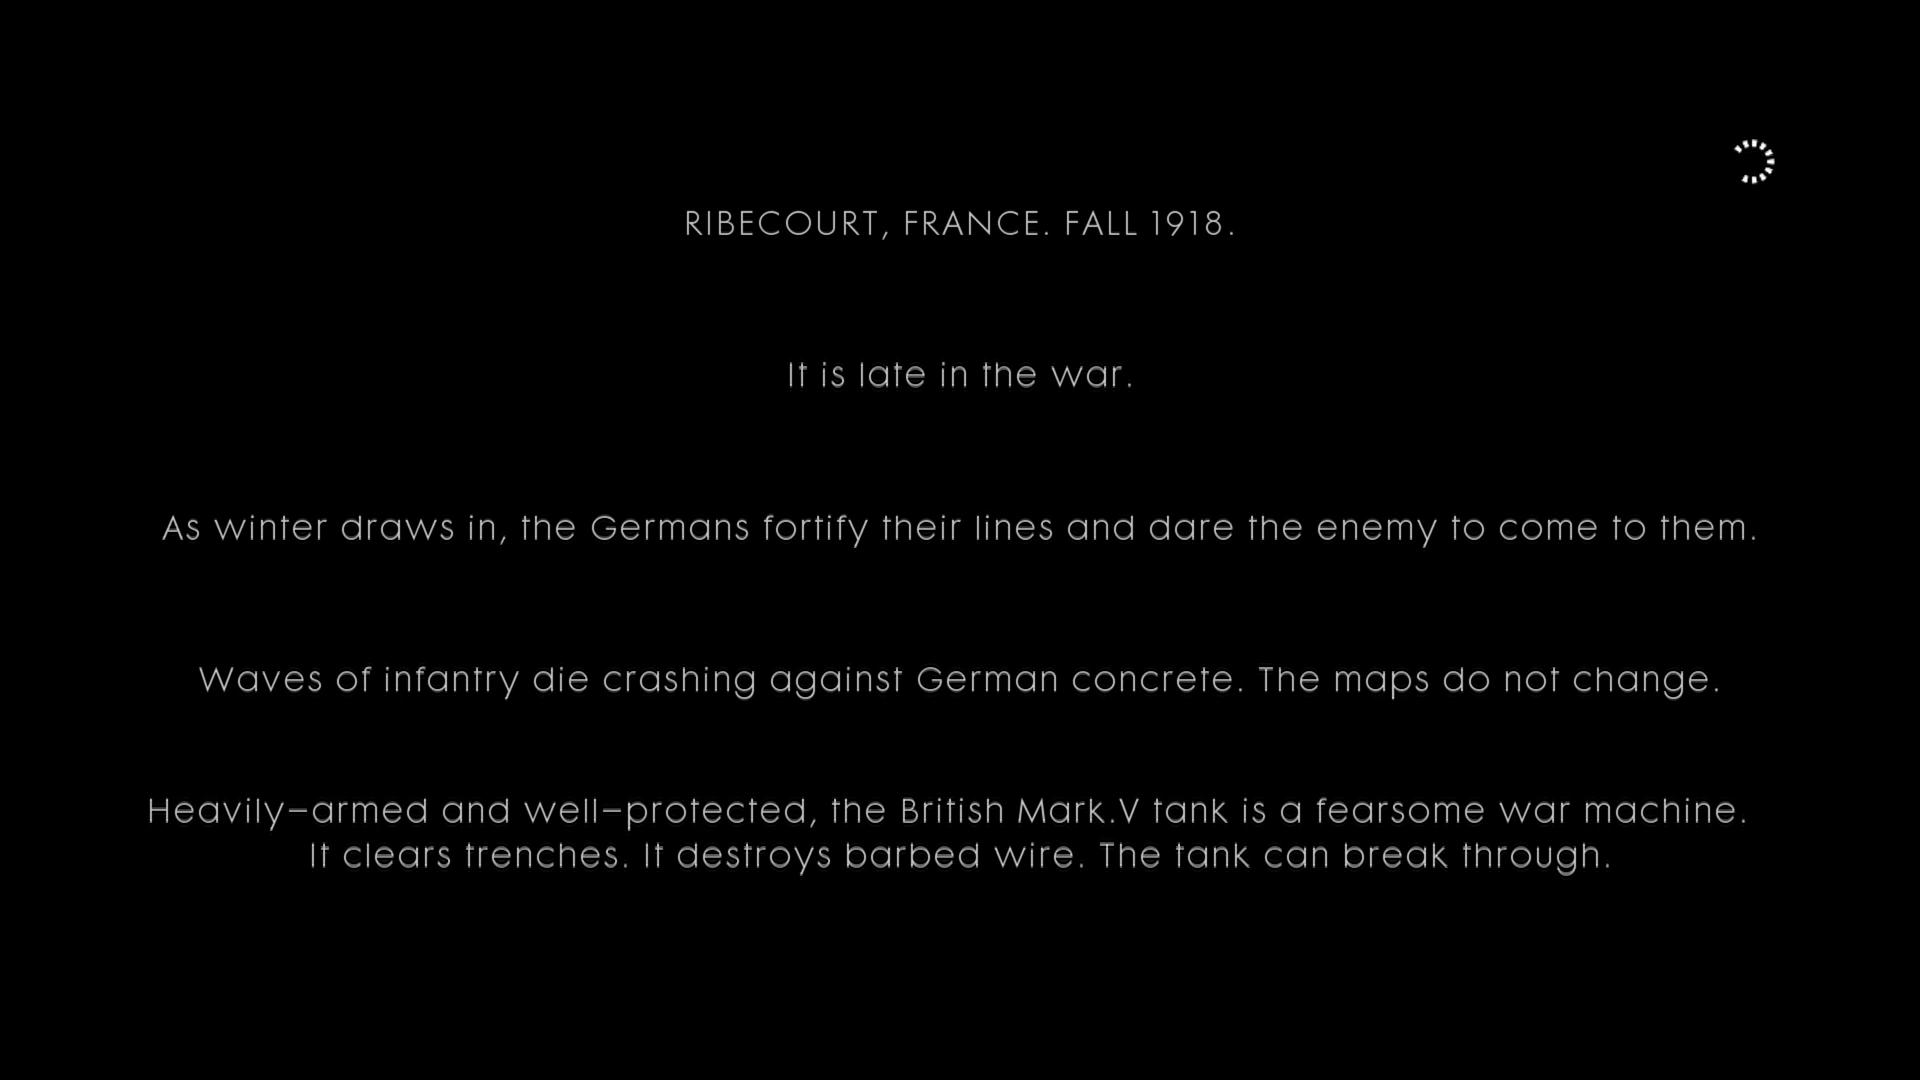 RIBECOURT, FRANCE. FALL 1918.
It is late in the war.
As winter draws in, the Germans fortify their lines and dare the enemy to come to them.
Waves of infantry die crashing against German concrete. The maps do not change.
Heavily-armed and well-protected, the British Mark.V tank is a fearsome war machine.
It clears trenches. It destroys barbed wire. The tank can break through.